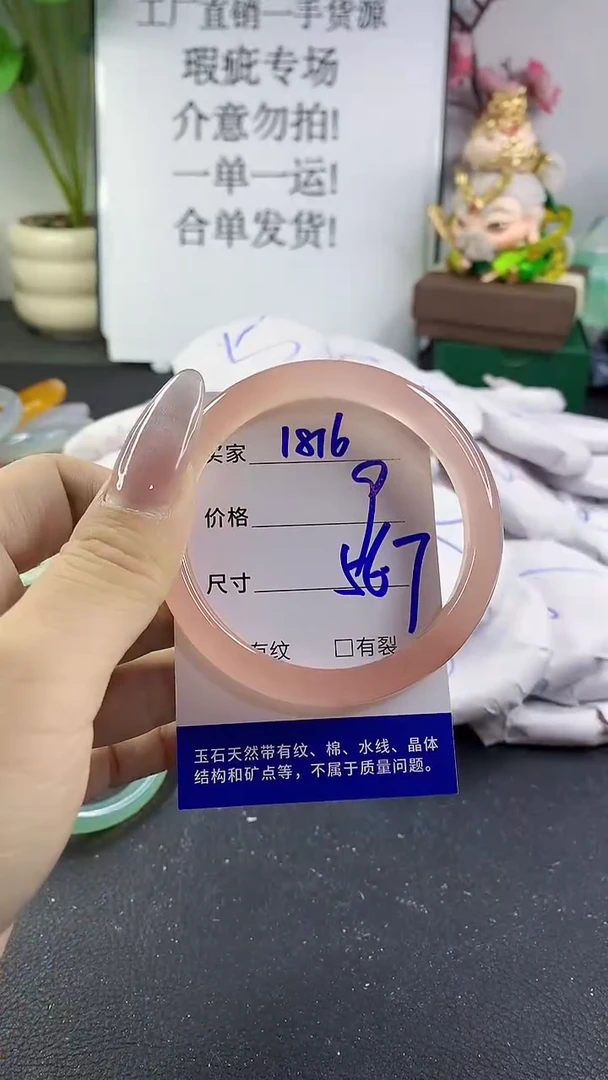 工厂直销一手货源
瑕疵专场
介意勿拍!
一单一运!
合单发货!
买家 1816
价格
尺寸 567
有纹 □有裂
玉石天然带有纹、棉、水线、晶体
结构和矿点等，不属于质量问题。